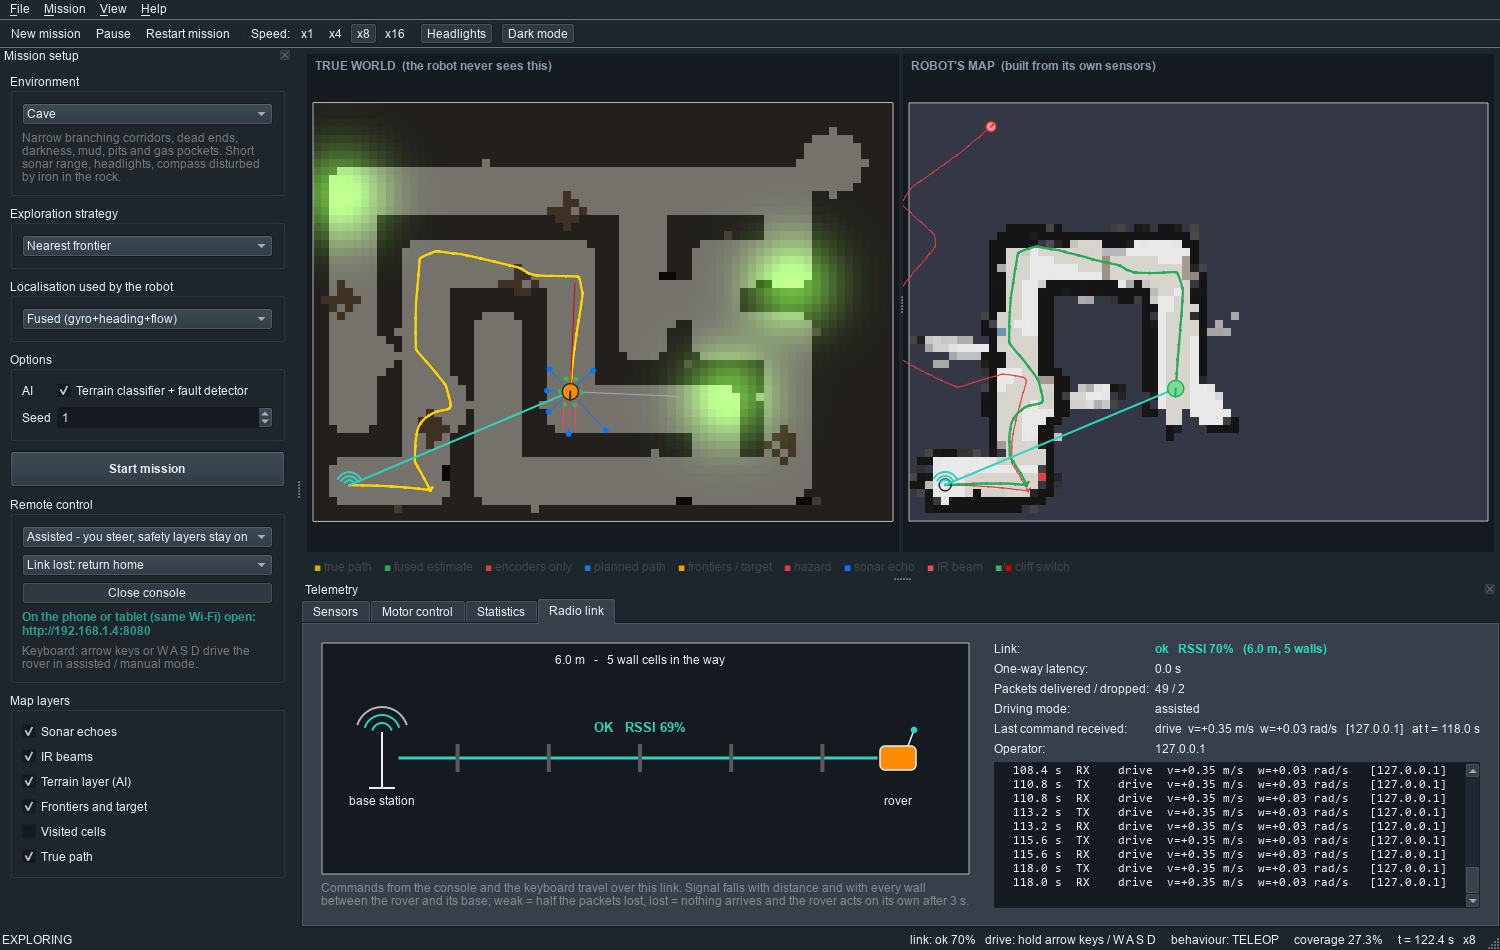 File Mission View Help
New mission Pause Restart mission Speed: x1 x4 x8 x16 Headlights Dark mode
Mission setup
Environment
Cave
Narrow branching corridors, dead ends,
darkness, mud, pits and gas pockets. Short
sonar range, headlights, compass disturbed
by iron in the rock.
Exploration strategy
Nearest frontier
Localisation used by the robot
Fused (gyro+heading+flow)
Options
AI Terrain classifier + fault detector
Seed 1
Start mission
Remote control
Assisted - you steer, safety layers stay on
Link lost: return home
Close console
On the phone or tablet (same Wi-Fi) open:
http://192.168.1.4:8080
Keyboard: arrow keys or W A S D drive the
rover in assisted / manual mode.
Map layers
Sonar echoes
IR beams
Terrain layer (AI)
Frontiers and target
Visited cells
True path
TRUE WORLD (the robot never sees this)
ROBOT'S MAP (built from its own sensors)
true path fused estimate encoders only planned path frontiers / target hazard sonar echo IR beam / cliff switch
Telemetry
Sensors Motor control Statistics Radio link
6.0 m - 5 wall cells in the way
OK RSSI 69%
base station
rover
Commands from the console and the keyboard travel over this link. Signal falls with distance and with every wall
between the rover and its base; weak = half the packets lost, lost = nothing arrives and the rover acts on its own after 3 s.
Link: ok RSSI 70% (6.0 m, 5 walls)
One-way latency: 0.0 s
Packets delivered / dropped: 49 / 2
Driving mode: assisted
Last command received: drive v=+0.35 m/s w=+0.03 rad/s [127.0.0.1] at t = 118.0 s
Operator: 127.0.0.1
108.4 s RX drive v=+0.35 m/s w=+0.03 rad/s [127.0.0.1]
110.8 s TX drive v=+0.35 m/s w=+0.03 rad/s [127.0.0.1]
110.8 s RX drive v=+0.35 m/s w=+0.03 rad/s [127.0.0.1]
113.2 s TX drive v=+0.35 m/s w=+0.03 rad/s [127.0.0.1]
113.2 s RX drive v=+0.35 m/s w=+0.03 rad/s [127.0.0.1]
115.6 s TX drive v=+0.35 m/s w=+0.03 rad/s [127.0.0.1]
115.6 s RX drive v=+0.35 m/s w=+0.03 rad/s [127.0.0.1]
118.0 s TX drive v=+0.35 m/s w=+0.03 rad/s [127.0.0.1]
118.0 s RX drive v=+0.35 m/s w=+0.03 rad/s [127.0.0.1]
EXPLORING link: ok 70% drive: hold arrow keys / W A S D behaviour: TELEOP coverage 27.3% t = 122.4 s x8